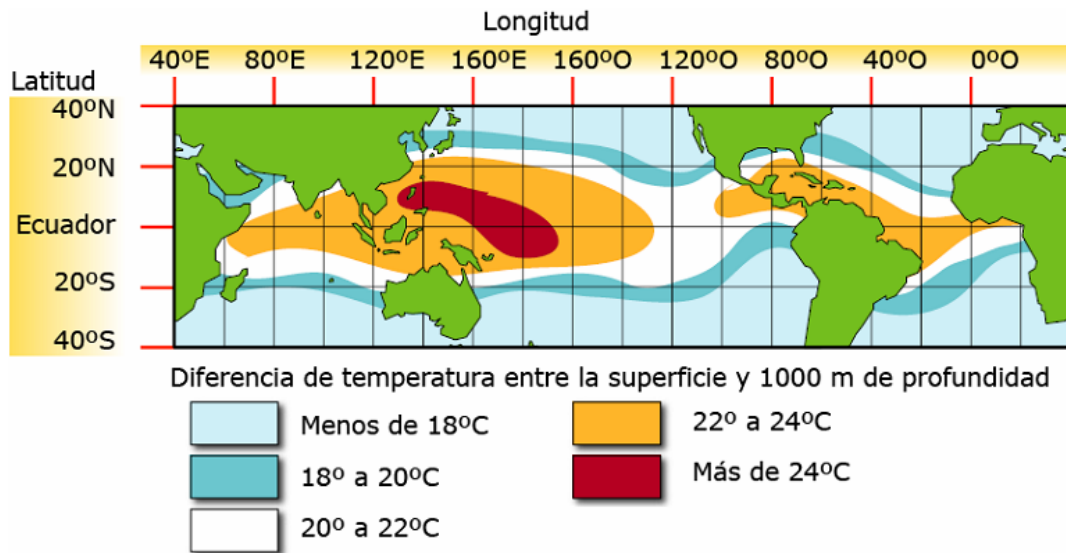 Longitud
40ºE 80ºE 120ºE 160ºE 160ºO 120ºO 80ºO 40ºO 0ºO
Latitud
40ºN
20ºN
Ecuador
20ºS
40ºS
Diferencia de temperatura entre la superficie y 1000 m de profundidad
Menos de 18ºC
22º a 24ºC
18º a 20ºC
Más de 24ºC
20º a 22ºC